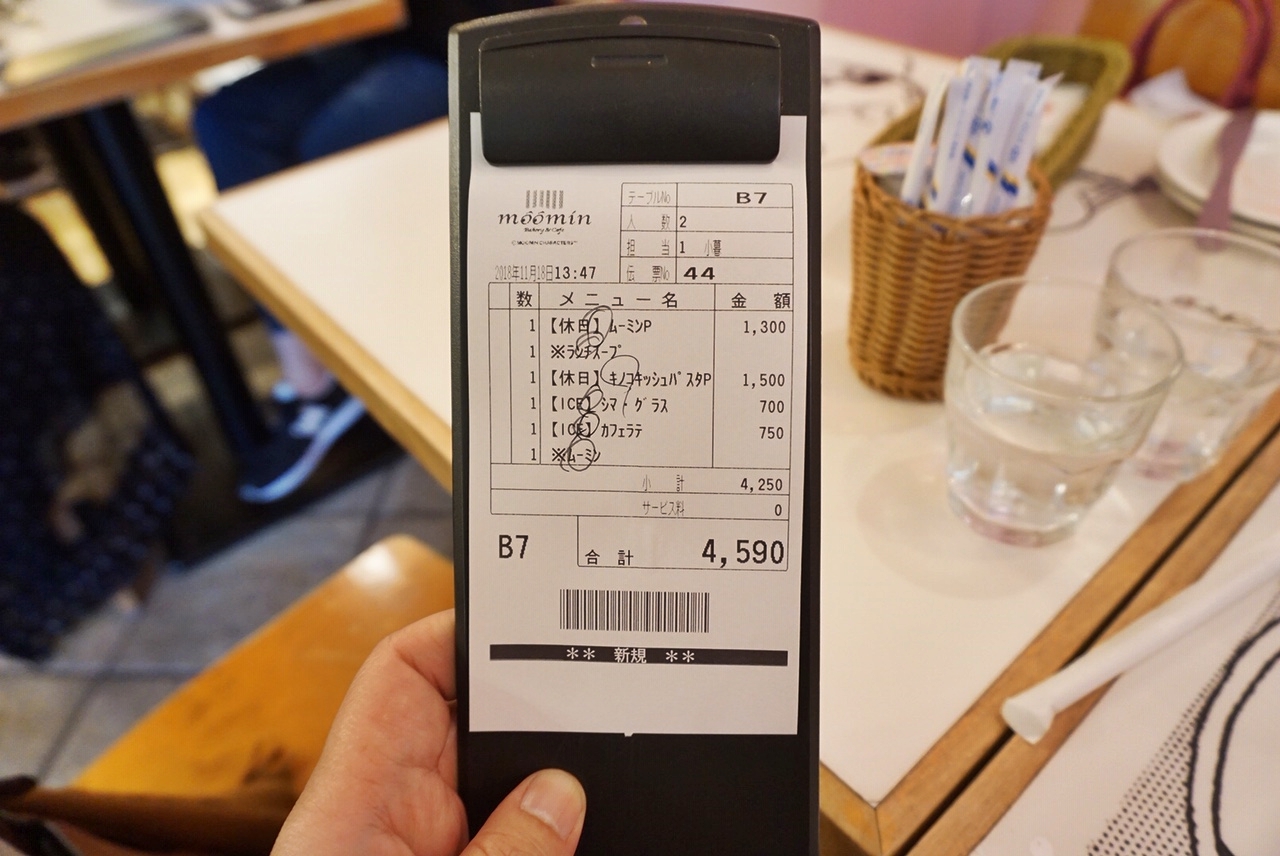 móómin
Bakery & Cafe
© MOOMIN CHARACTERS™
テーブルNo B7
人 数 2
担 当 1 小暮
2018年11月18日13:47
伝 票No 44
数 メニュー名 金 額
1 【休日】ムーミンP 1,300
1 ※ランチスープ
1 【休日】キノコキッシュパスタP 1,500
1 【ICE】シマ・グラス 700
1 【ICE】カフェラテ 750
1 ※ムーミン
小 計 4,250
サービス料 0
B7 合 計 4,590
** 新規 **